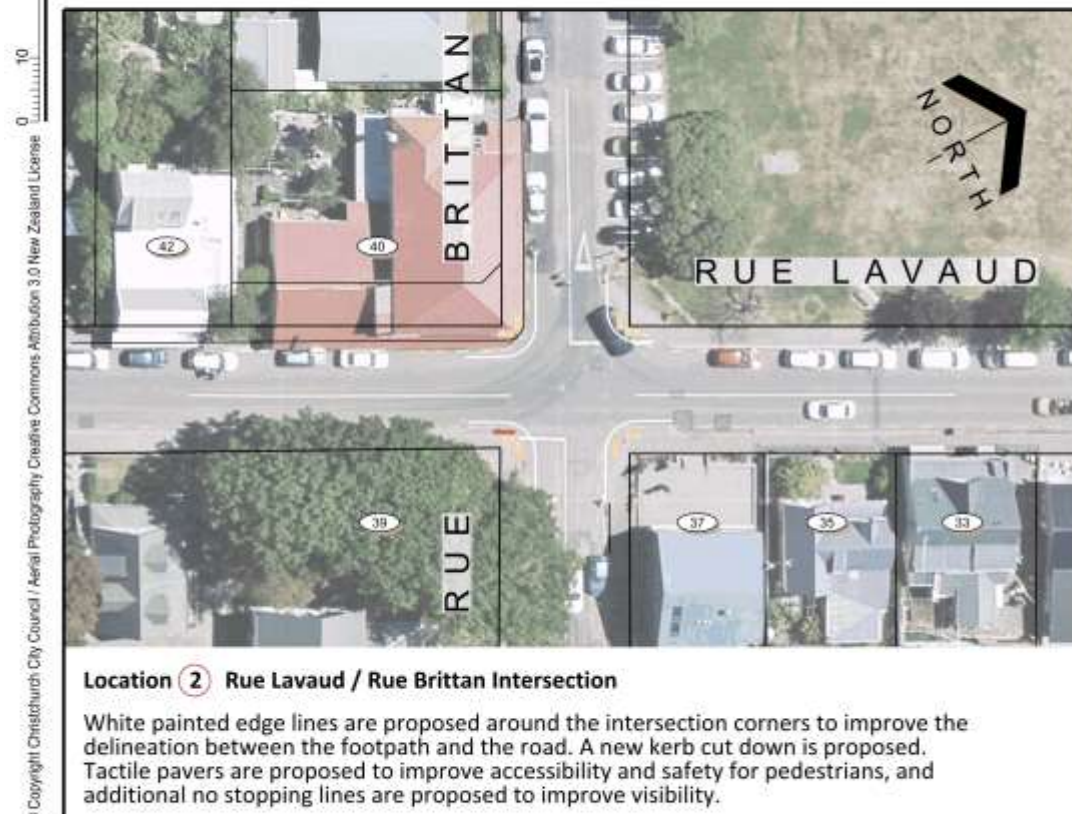 BRITTAN
NORTH
RUE LAVAUD
42
40
39
RUE
37
35
33
10
0
Copyright Christchurch City Council / Aerial Photography Creative Commons Attribution 3.0 New Zealand License
Location 2 Rue Lavaud / Rue Brittan Intersection
White painted edge lines are proposed around the intersection corners to improve the
delineation between the footpath and the road. A new kerb cut down is proposed.
Tactile pavers are proposed to improve accessibility and safety for pedestrians, and
additional no stopping lines are proposed to improve visibility.